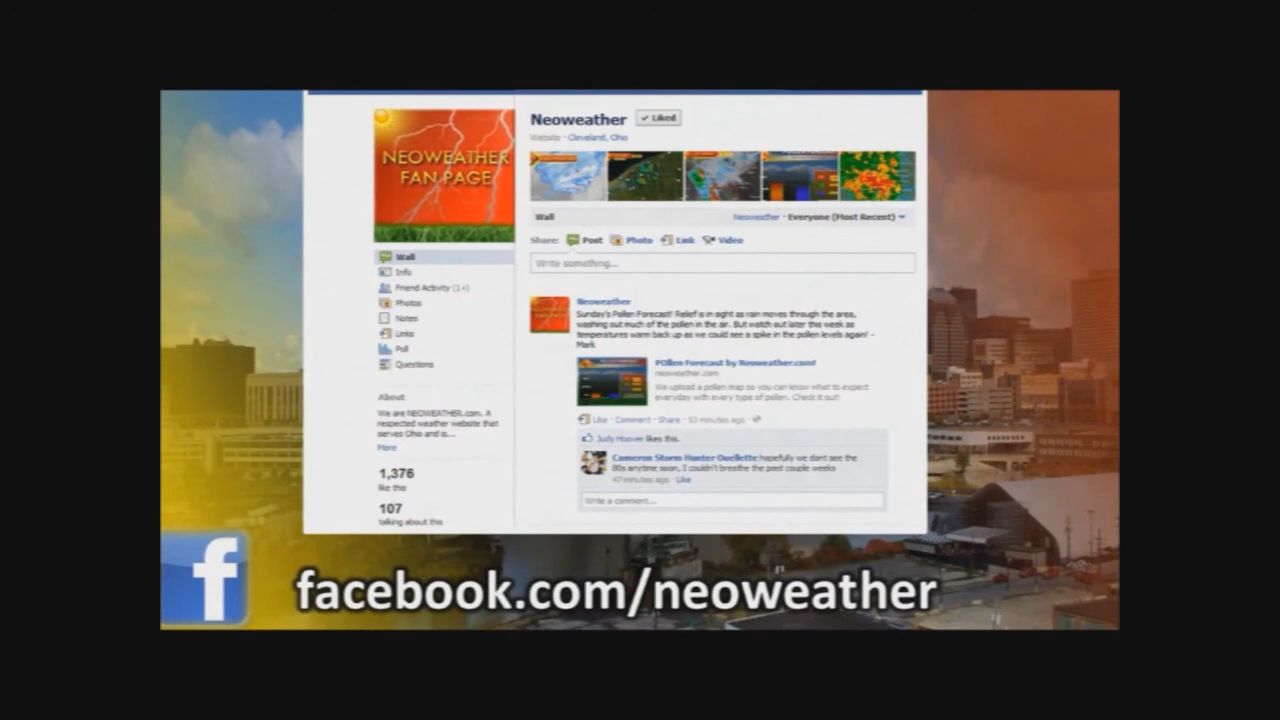 NEOWEATHER
FAN PAGE
Neoweather ✓ Liked
Website · Cleveland, Ohio
Wall
Neoweather · Everyone (Most Recent)
Share: Post Photo Link Video
Write something...
Wall
Info
Friend Activity (1+)
Photos
Notes
Links
Poll
Questions
About
We are NEOWEATHER.com. A
respected weather website that
serves Ohio and is....
More
1,376
like this
107
talking about this
Neoweather
Sunday's Pollen Forecast! Relief is in sight as rain moves through the area,
washing out much of the pollen in the air. But watch out later this week as
temperatures warm back up as we could see a spike in the pollen levels again! -
Mark
POllen Forecast by Neoweather.com!
neoweather.com
We upload a pollen map so you can know what to expect
everyday with every type of pollen. Check it out!
Like · Comment · Share · 53 minutes ago ·
Judy Hoover likes this.
Cameron Storm Hunter Ouellette hopefully we dont see the
80s anytime soon, I couldn't breathe the past couple weeks
47 minutes ago · Like
Write a comment...
f
facebook.com/neoweather